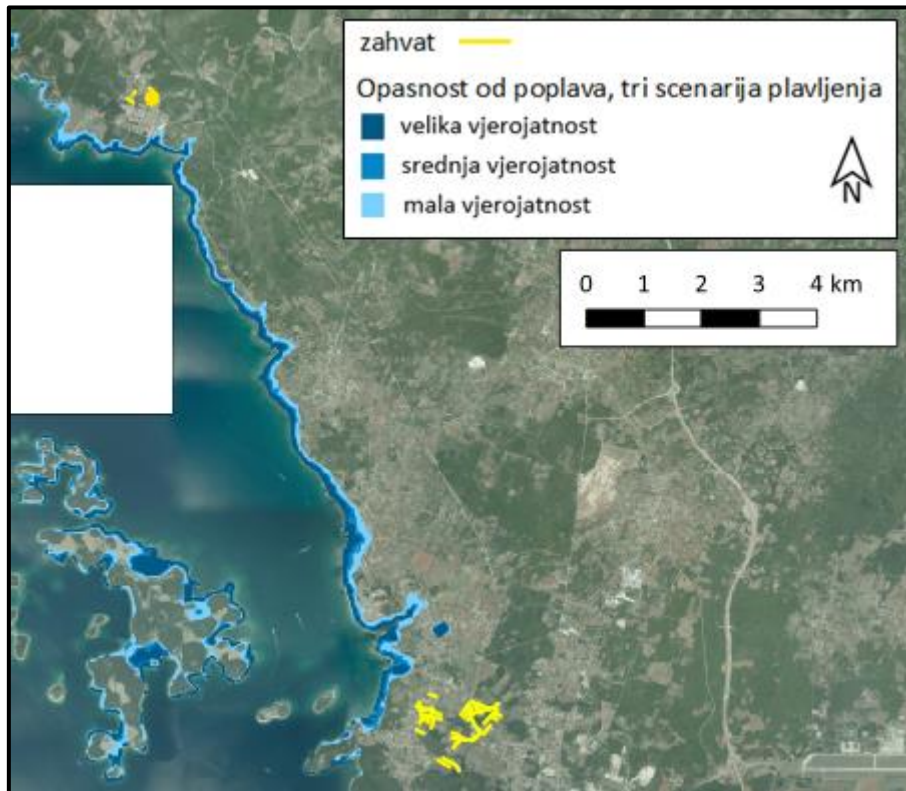 zahvat
Opasnost od poplava, tri scenarija plavljenja
velika vjerojatnost
srednja vjerojatnost
mala vjerojatnost
N
0 1 2 3 4 km